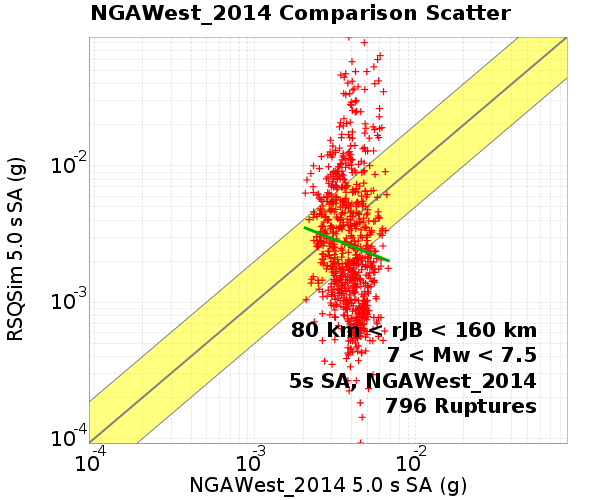 NGAWest_2014 Comparison Scatter
RSQSim 5.0 s SA (g)
10-2
10-3
10-4
80 km < rJB < 160 km
7 < Mw < 7.5
5s SA, NGAWest_2014
796 Ruptures
10-4 10-3 10-2
NGAWest_2014 5.0 s SA (g)